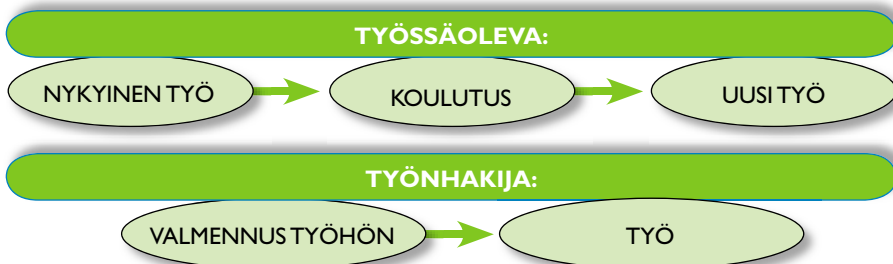 TYÖSSÄOLEVA:
NYKYINEN TYÖ KOULUTUS UUSI TYÖ
TYÖNHAKIJA:
VALMENNUS TYÖHÖN TYÖ